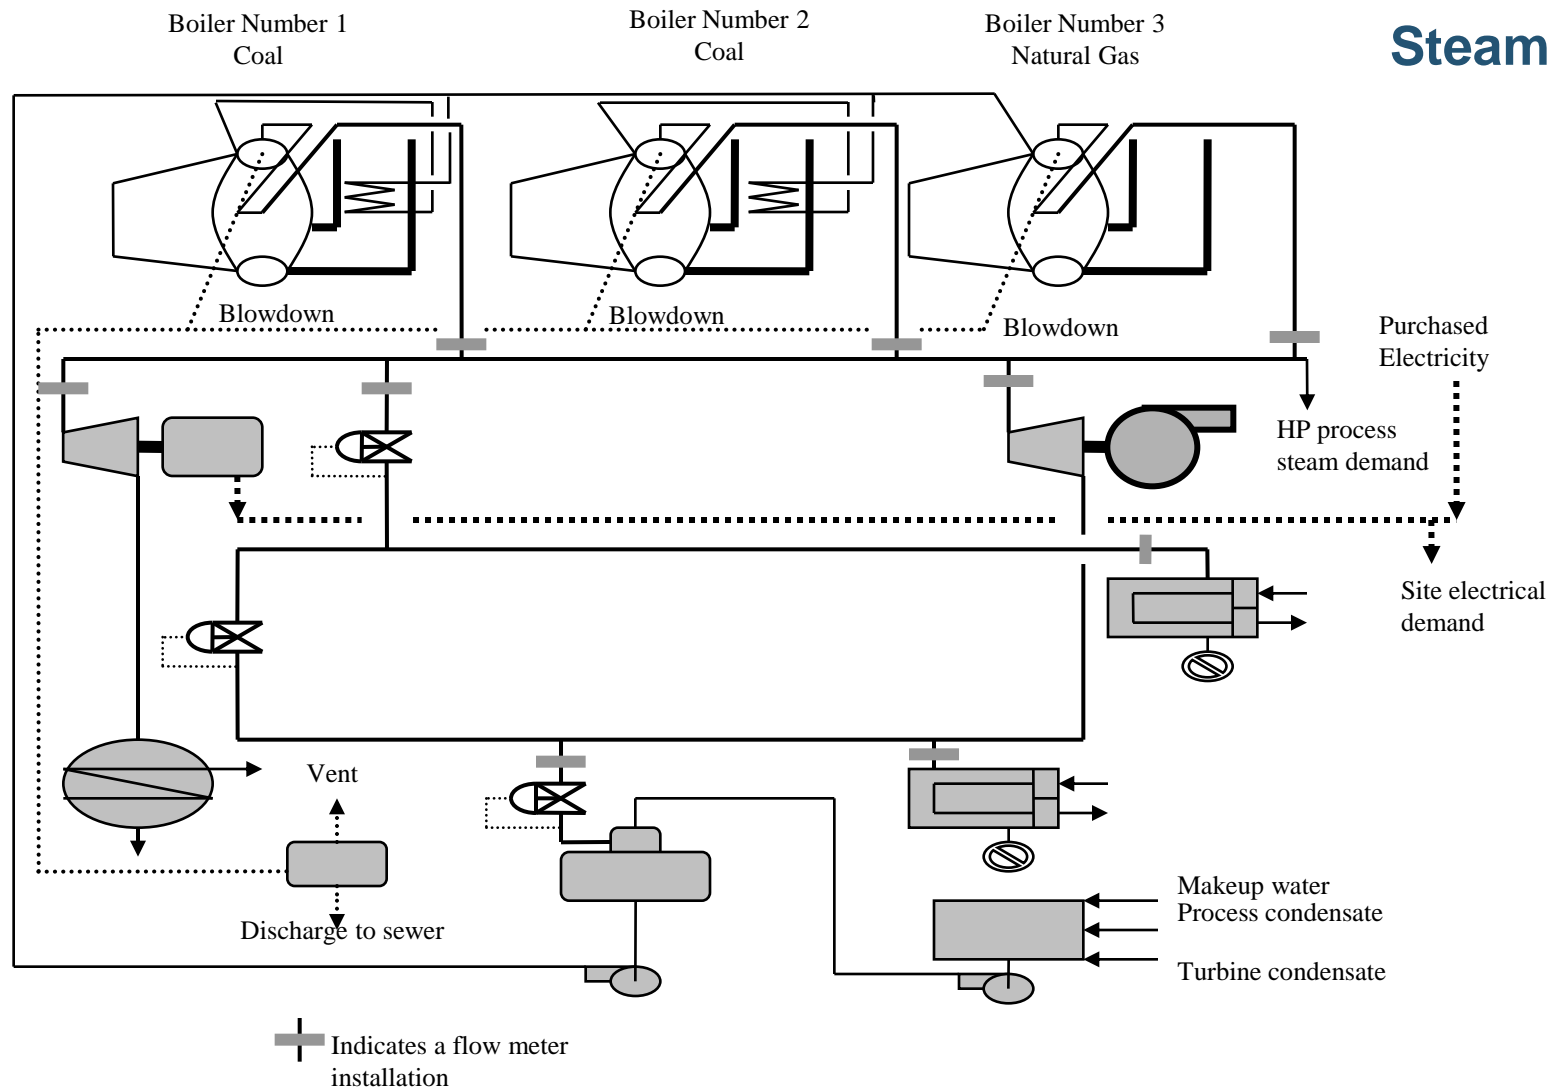 Boiler Number 1
Coal
Boiler Number 2
Coal
Boiler Number 3
Natural Gas
Steam
Blowdown
Blowdown
Blowdown
Purchased
Electricity
HP process
steam demand
Site electrical
demand
Vent
Discharge to sewer
Makeup water
Process condensate
Turbine condensate
Indicates a flow meter
installation